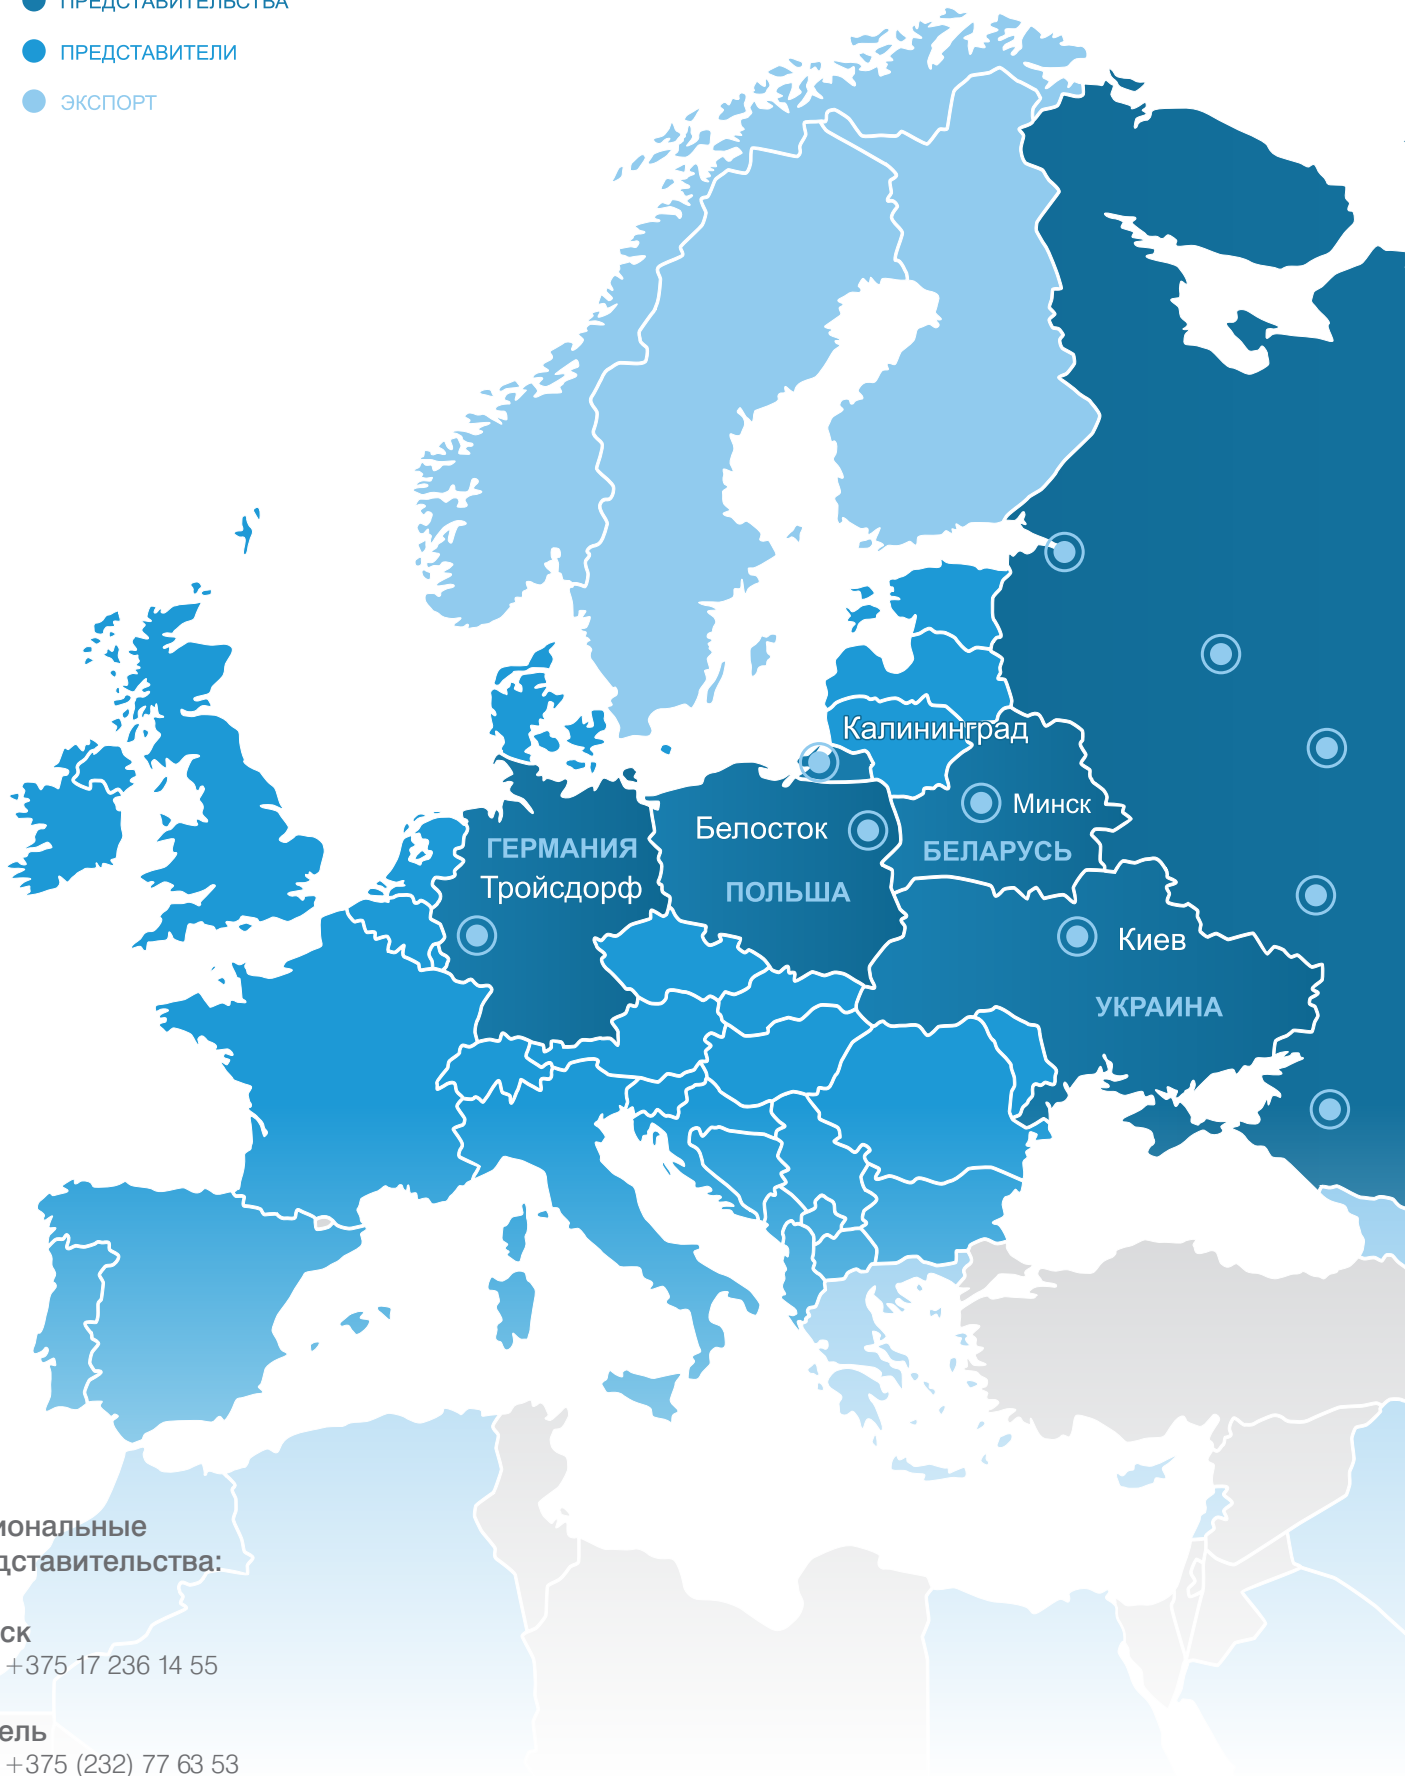 ПРЕДСТАВИТЕЛЬСТВА
ПРЕДСТАВИТЕЛИ
ЭКСПОРТ
Калининград
Минск
Белосток
ГЕРМАНИЯ
БЕЛАРУСЬ
Тройсдорф
ПОЛЬША
Киев
УКРАИНА
иональные
дставительства:
ск
+375 17 236 14 55
ель
+375 (232) 77 63 53